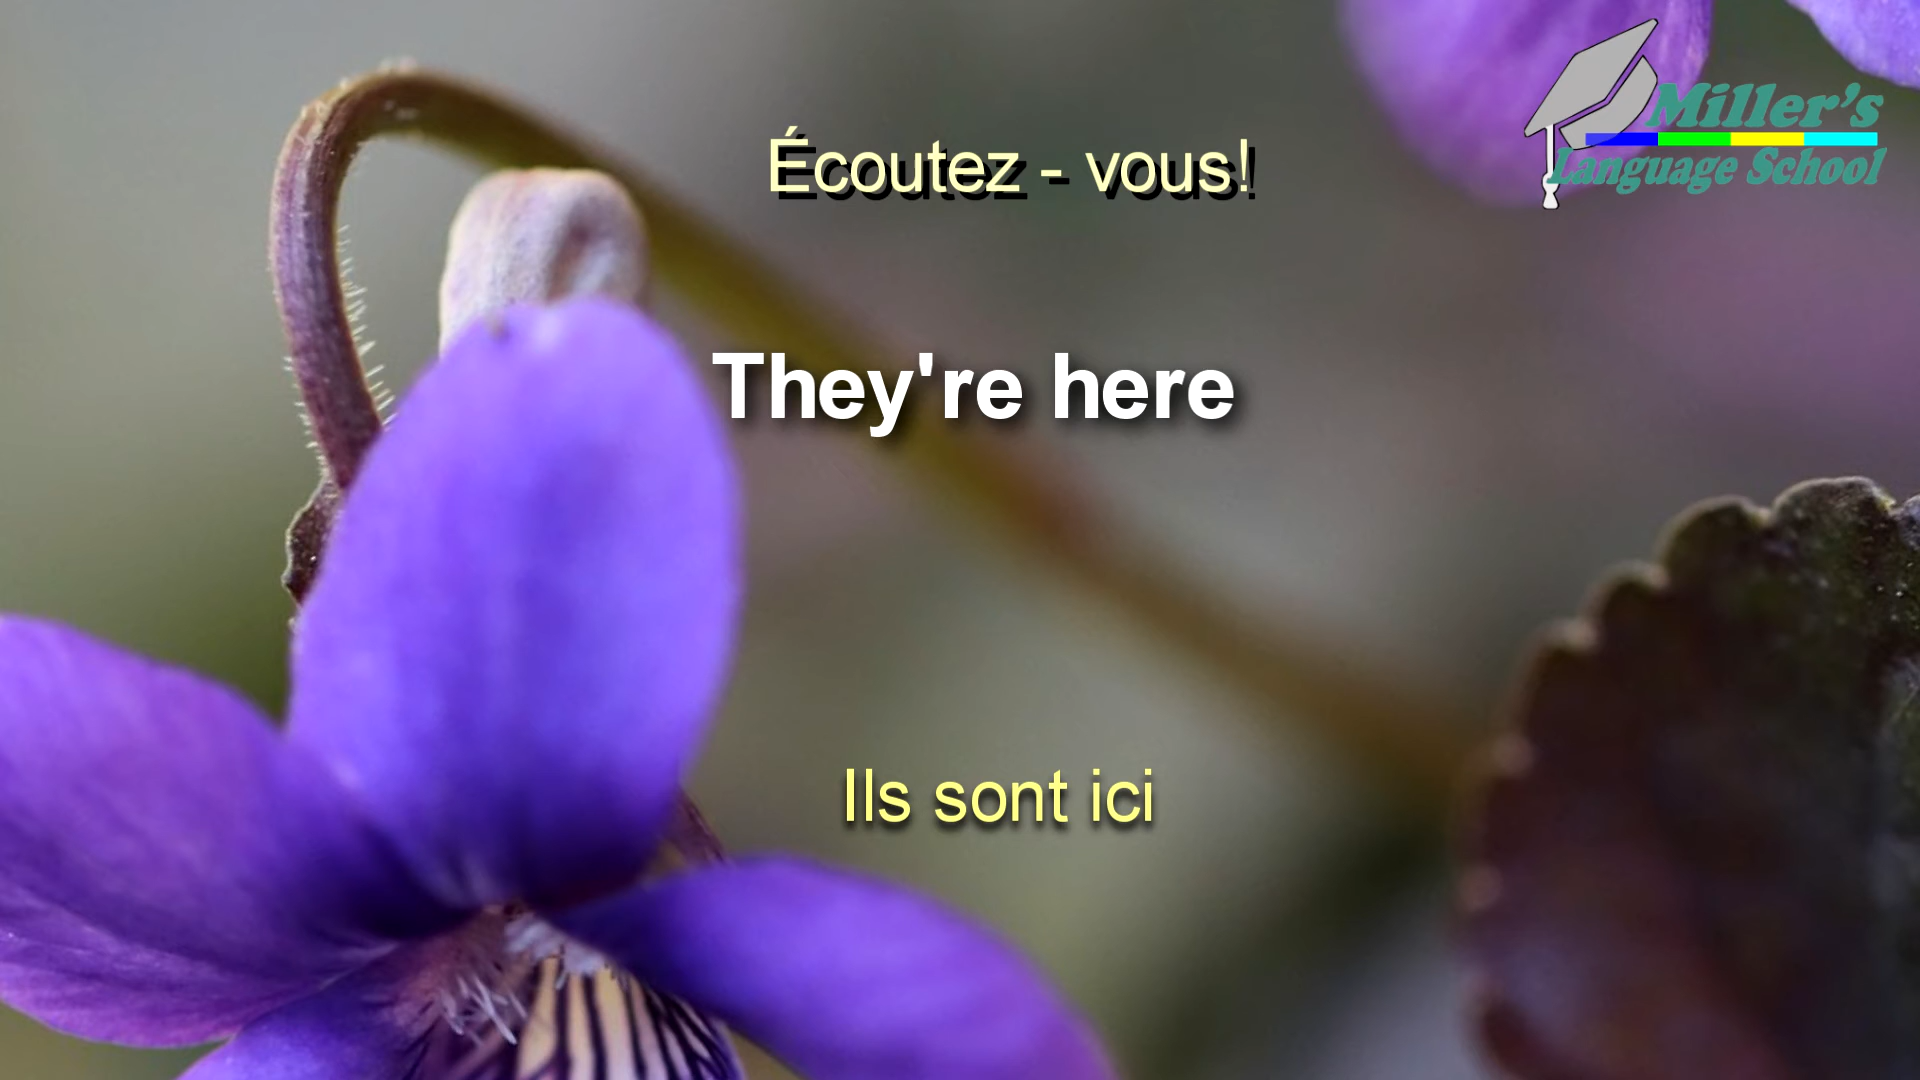 Miller's
Language School
Écoutez - vous!
They're here
Ils sont ici